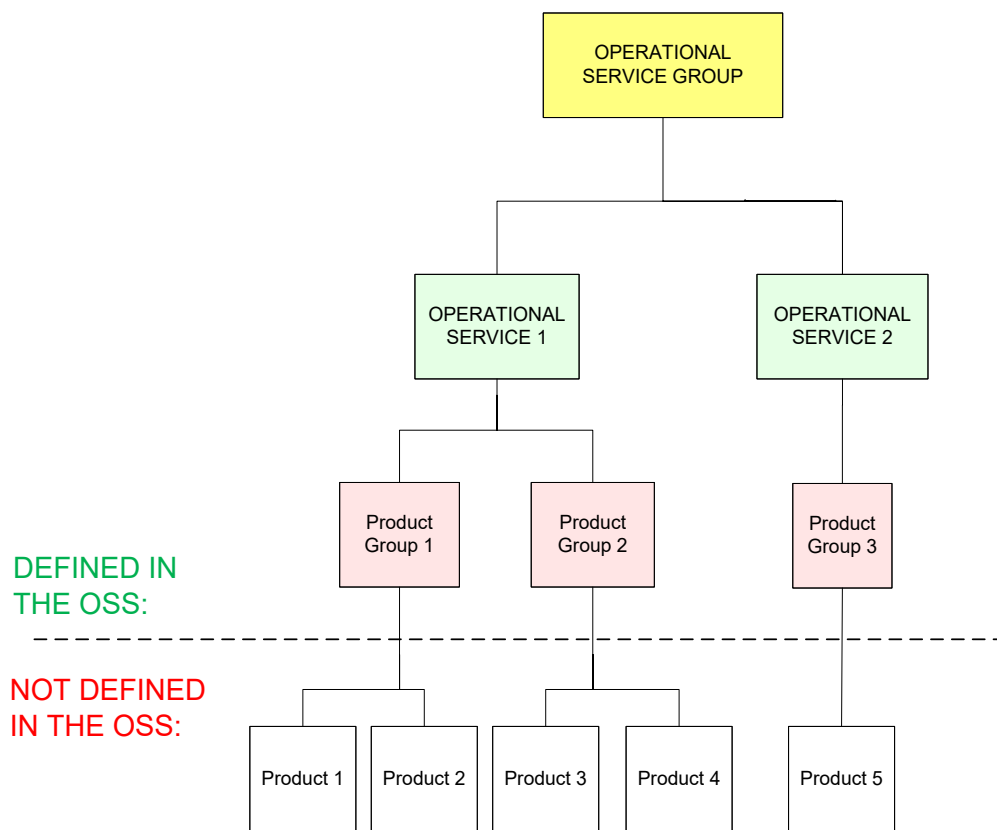 OPERATIONAL
SERVICE GROUP
OPERATIONAL
SERVICE 1
OPERATIONAL
SERVICE 2
Product
Group 1
Product
Group 2
Product
Group 3
DEFINED IN
THE OSS:
NOT DEFINED
IN THE OSS:
Product 1
Product 2
Product 3
Product 4
Product 5